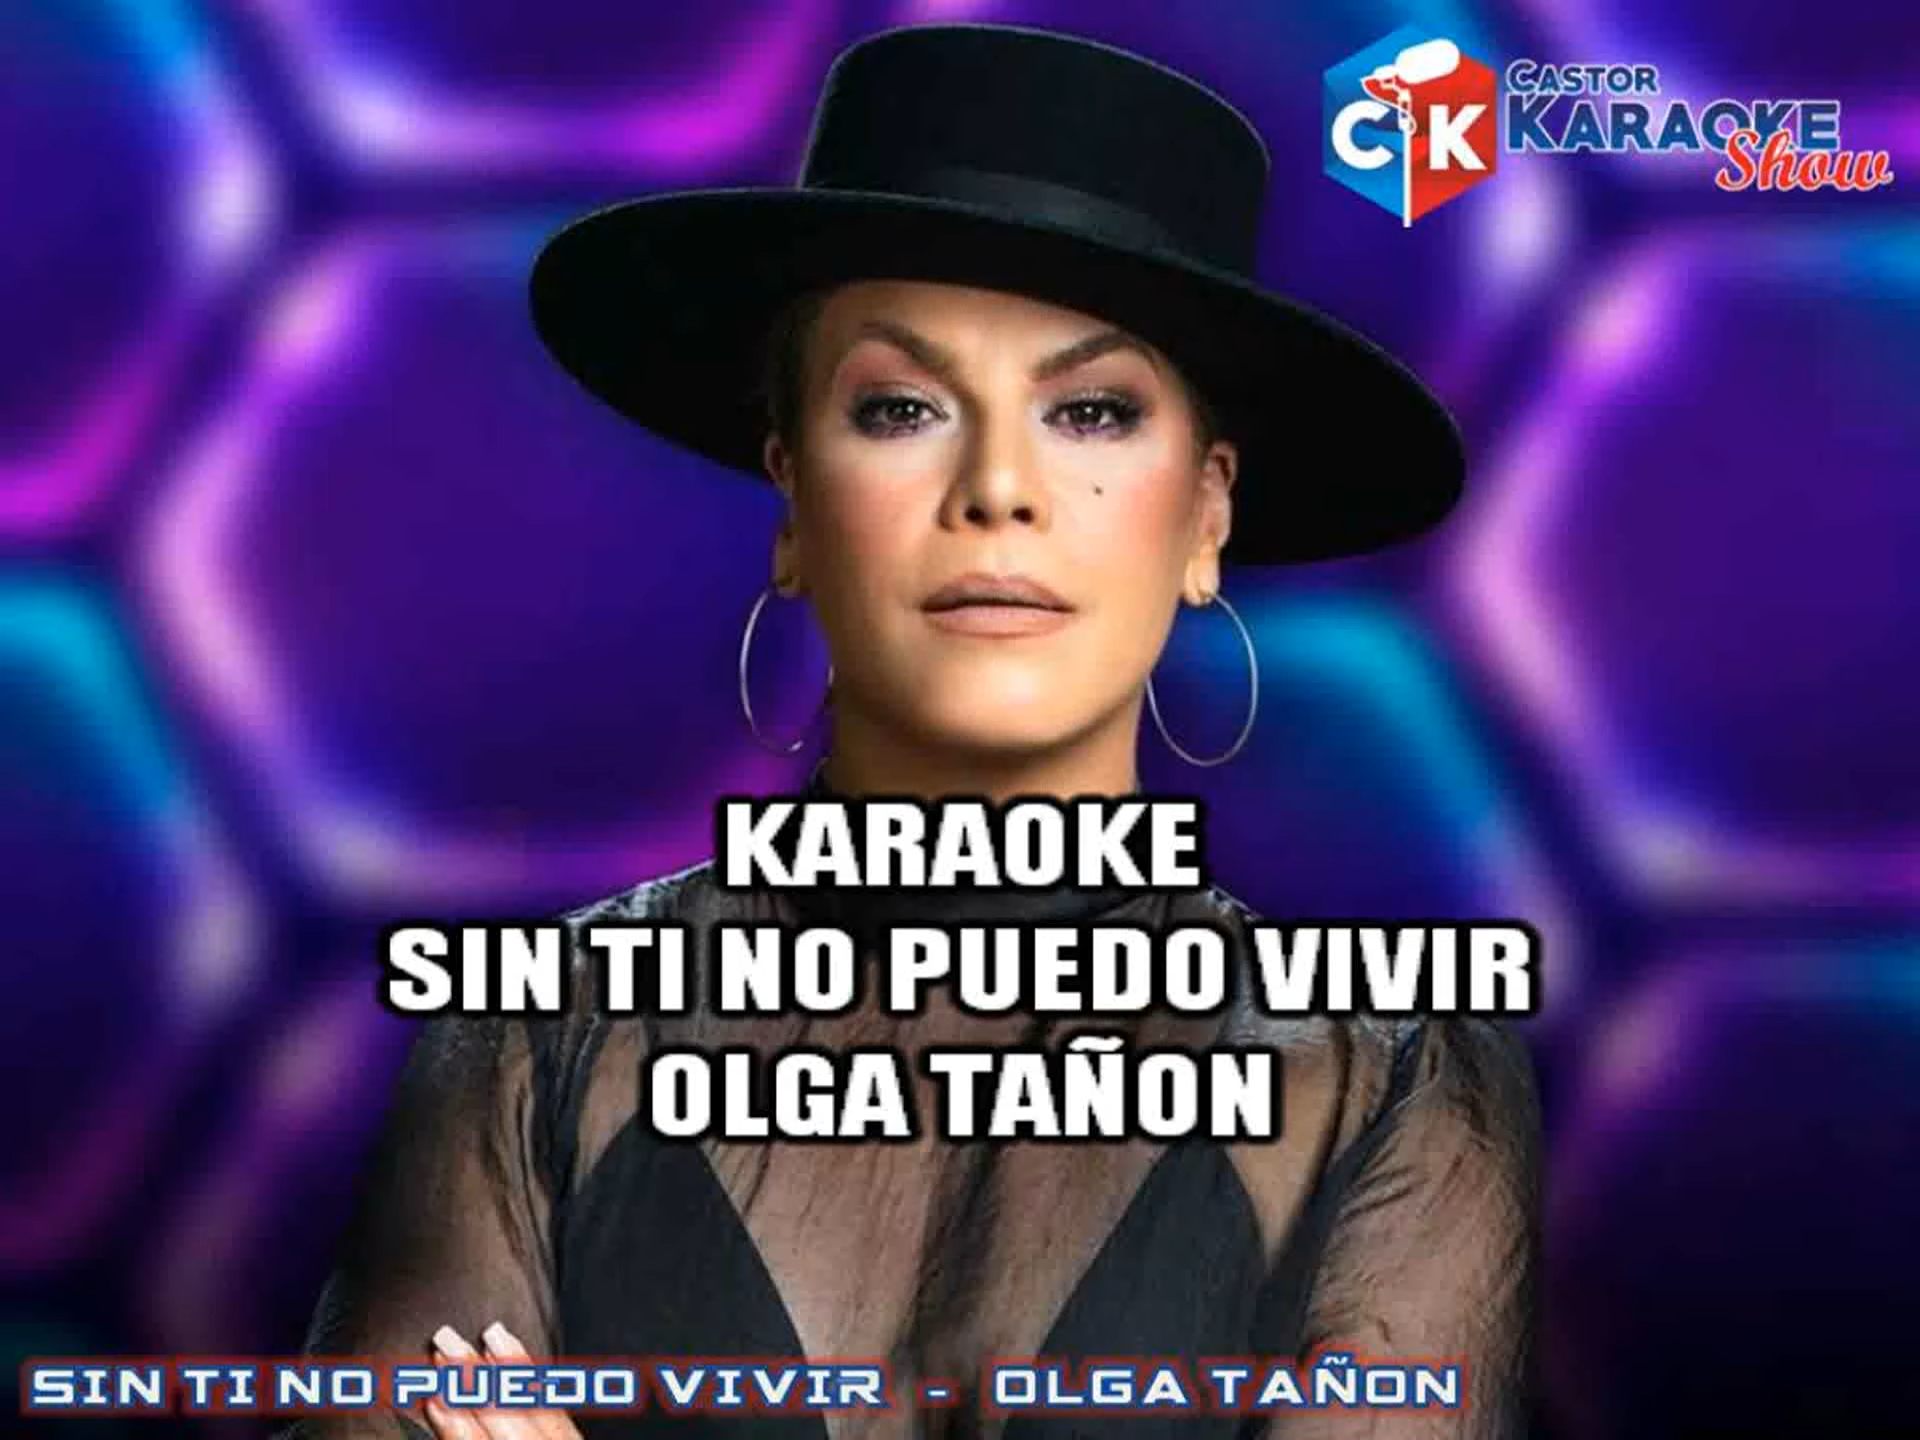 CK CASTOR
KARAOKE
Show
KARAOKE
SIN TI NO PUEDO VIVIR
OLGA TAÑON
SIN TI NO PUEDO VIVIR - OLGA TAÑON